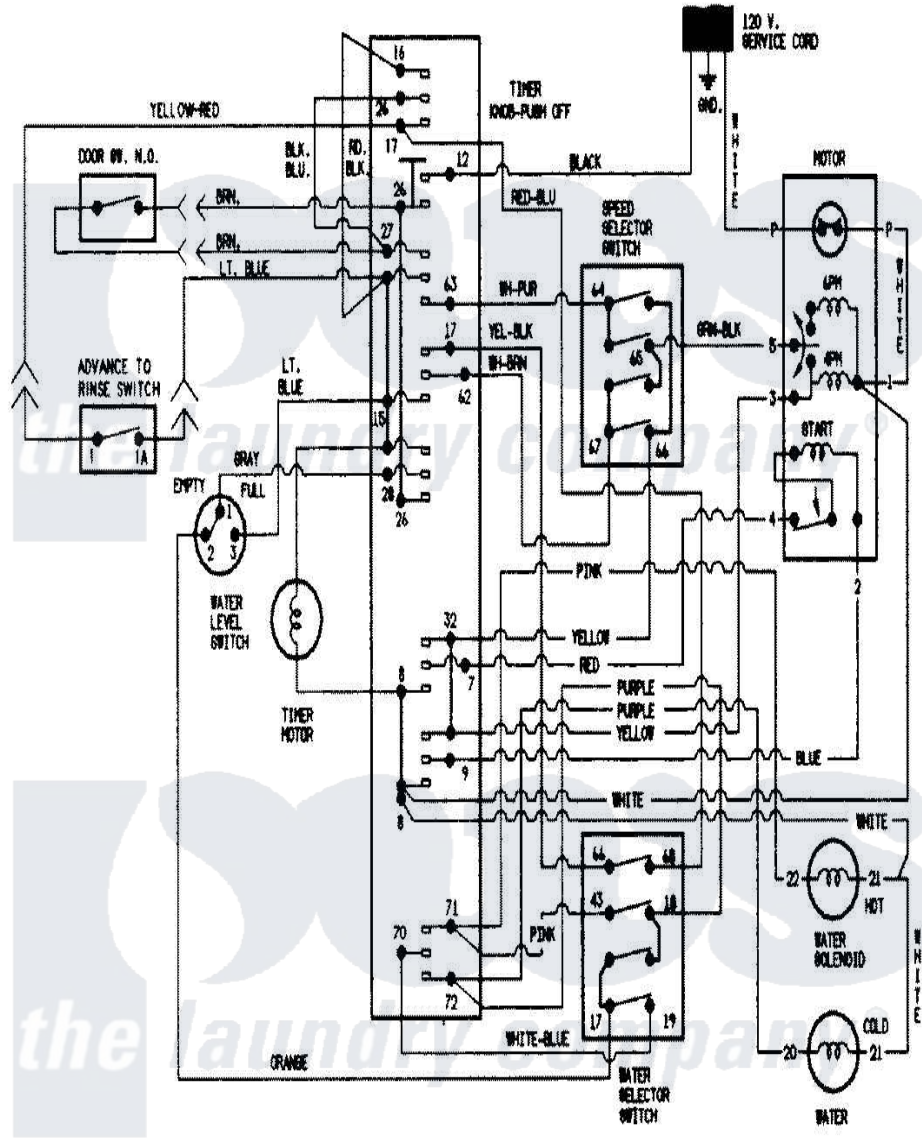 120 V.
SERVICE CORD
GND.
WHITE
16
26
17
TIMER
KNOB-PUSH OFF
YELLOW-RED
BLK.
BLU.
RD.
BLK.
12
BLACK
RED-BLU
WHITE
MOTOR
DOOR SW. N.O.
BRN.
26
SPEED
SELECTOR
SWITCH
P
P
27
BRN.
LT. BLUE
63
WH-PUR
64
6PM
WHITE
17
YEL-BLK
65
GRN-BLK
5
4PM
WH-BRN
62
3
1
ADVANCE TO
RINSE SWITCH
LT.
BLUE
15
67
66
START
1
1A
GRAY
FULL
EMPTY
28
26
1
2
3
4
2
WATER
LEVEL
SWITCH
PINK
32
YELLOW
7
RED
8
PURPLE
PURPLE
YELLOW
TIMER
MOTOR
9
BLUE
8
WHITE
WHITE
66
68
22
21
HOT
43
18
71
70
PINK
WATER
SOLENOID
72
17
19
WHITE
WHITE-BLUE
COLD
20
21
ORANGE
WATER
SELECTOR
SWITCH
WATER
the laundry company
the laundry company